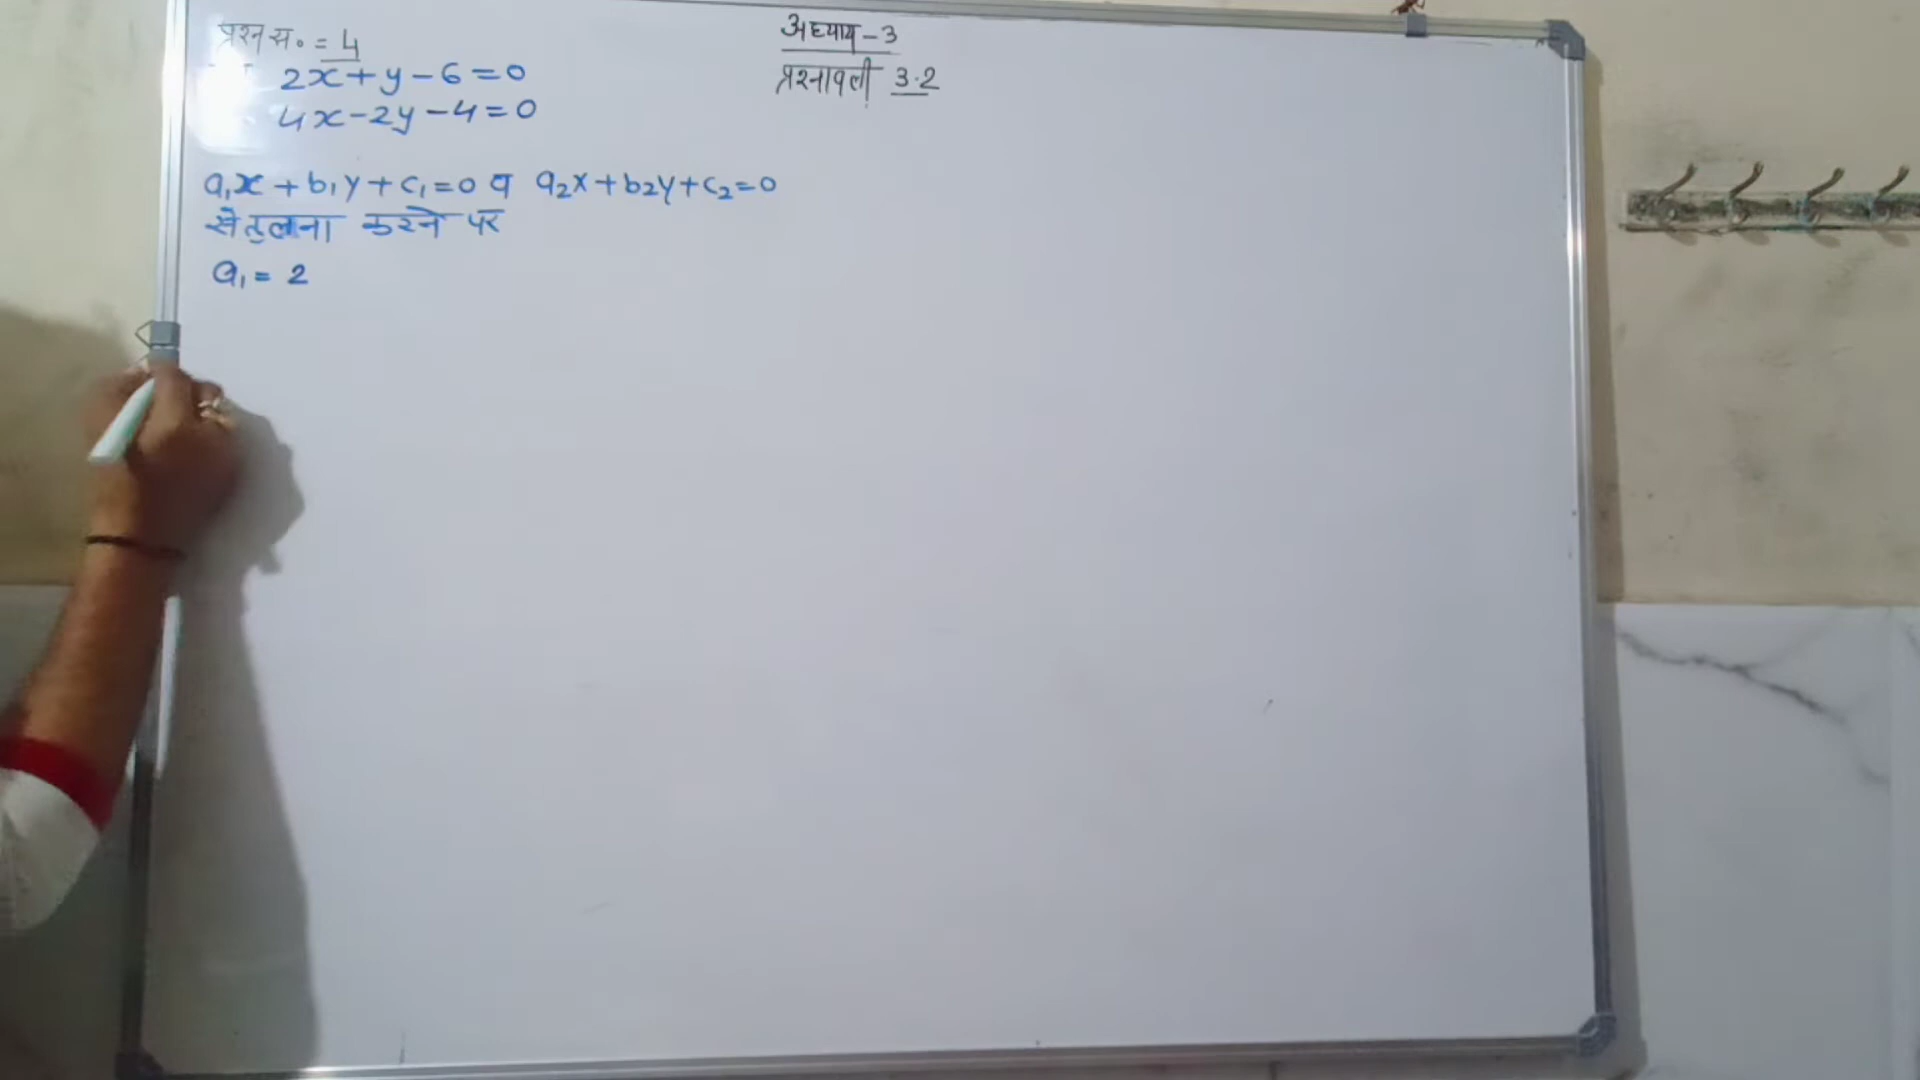 अध्याय-3
प्रश्नावली 3.2
प्रश्न सं० = 4
2x+y-6=0
4x-2y-4=0
a₁x+b₁y+c₁=0 व a₂x+b₂y+c₂=0
से तुलना करने पर
a₁ = 2